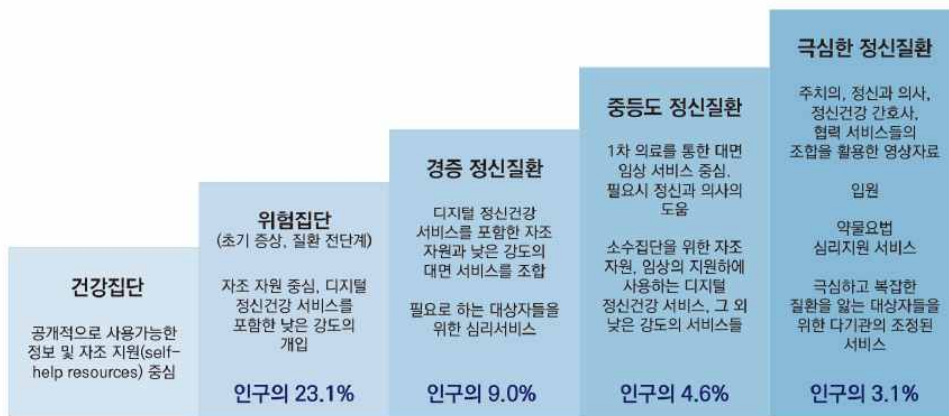 건강집단
공개적으로 사용가능한
정보 및 자조 지원(self-
help resources) 중심
위험집단
(초기 증상, 질환 전단계)
자조 자원 중심, 디지털
정신건강 서비스를
포함한 낮은 강도의
개입
인구의 23.1%
경증 정신질환
디지털 정신건강
서비스를 포함한 자조
자원과 낮은 강도의
대면 서비스를 조합
필요로 하는 대상자들을
위한 심리서비스
인구의 9.0%
중등도 정신질환
1차 의료를 통한 대면
임상 서비스 중심.
필요시 정신과 의사의
도움
소수집단을 위한 자조
자원, 임상의 지원하에
사용하는 디지털
정신건강 서비스, 그 외
낮은 강도의 서비스들
인구의 4.6%
극심한 정신질환
주치의, 정신과 의사,
정신건강 간호사,
협력 서비스들의
조합을 활용한 영상자료
입원
약물요법
심리지원 서비스
극심하고 복잡한
질환을 앓는 대상자들을
위한 다기관의 조정된
서비스
인구의 3.1%